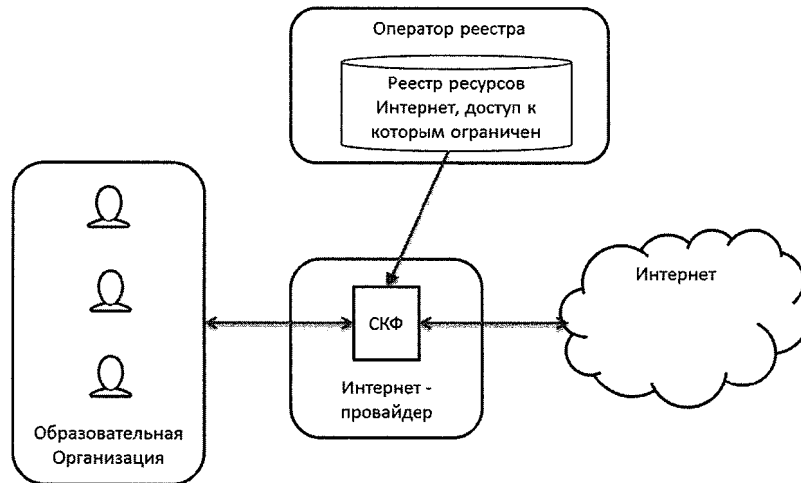 Оператор реестра
Реестр ресурсов
Интернет, доступ к
которым ограничен
Интернет
СКФ
Интернет -
провайдер
Образовательная
Организация